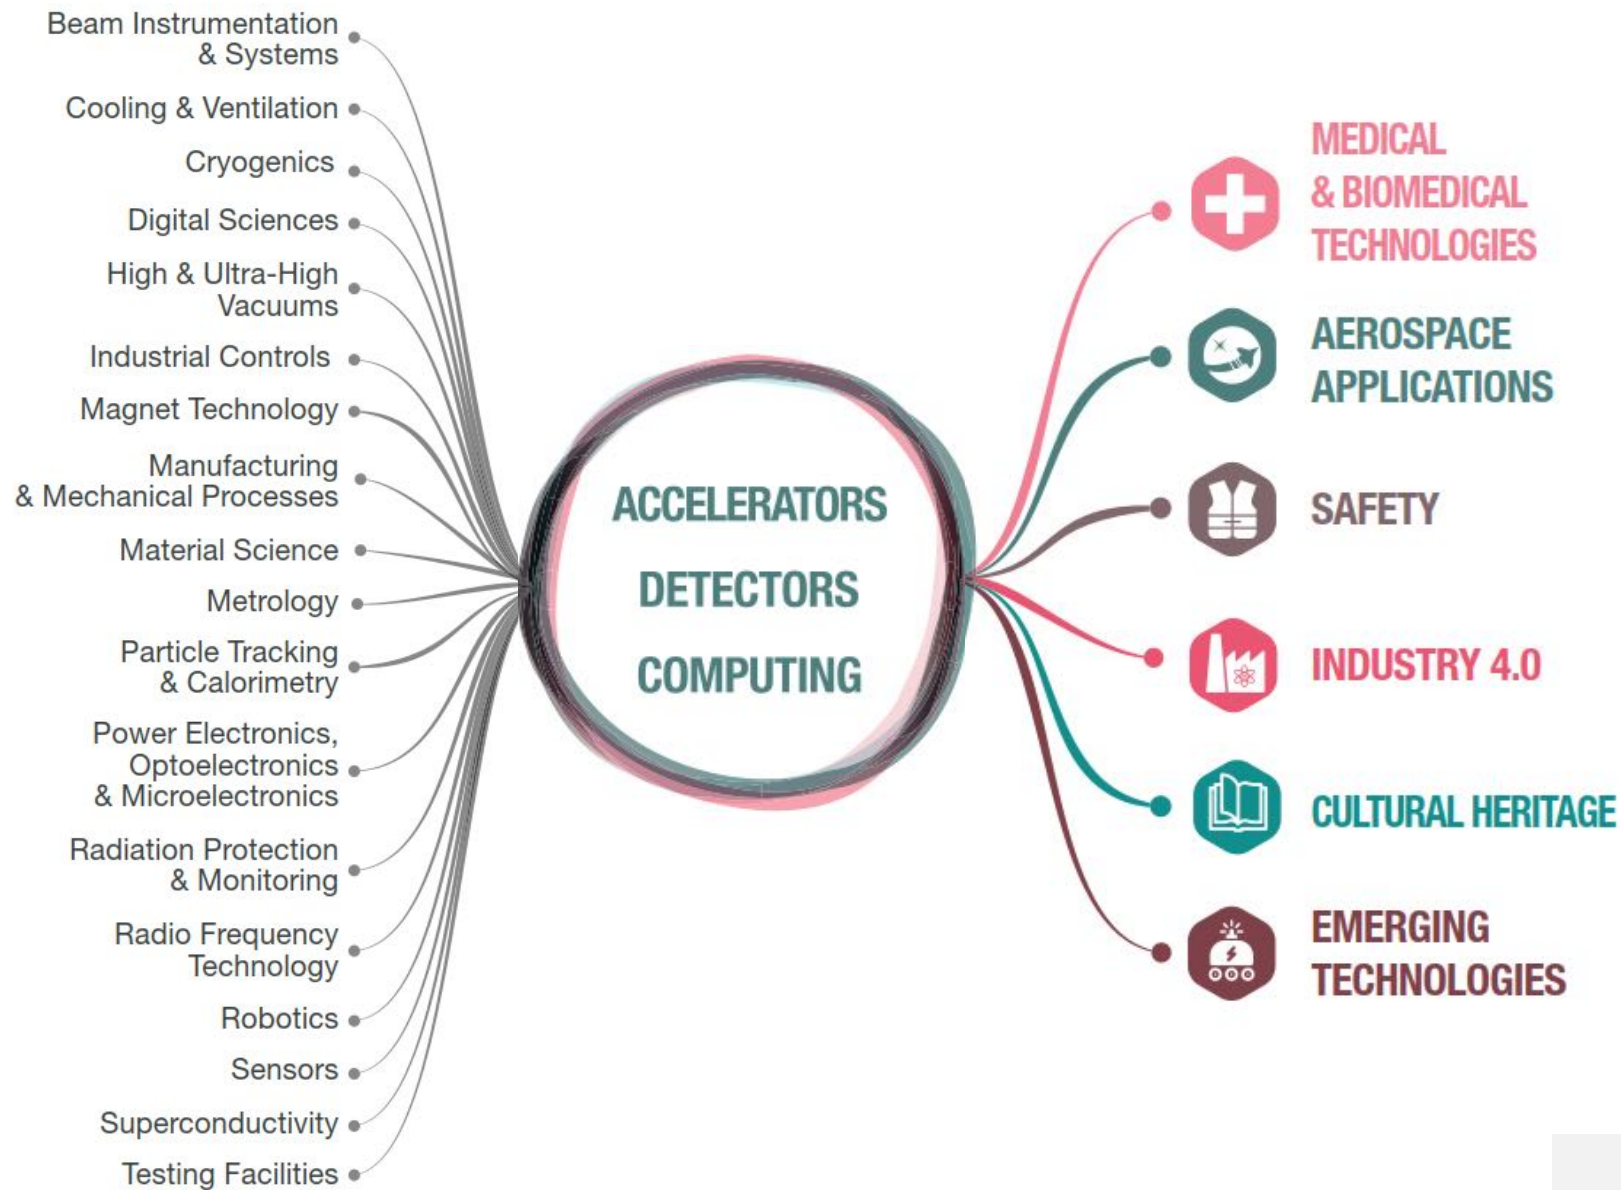 Beam Instrumentation
& Systems
Cooling & Ventilation
Cryogenics
Digital Sciences
High & Ultra-High
Vacuums
Industrial Controls
Magnet Technology
Manufacturing
& Mechanical Processes
Material Science
Metrology
Particle Tracking
& Calorimetry
Power Electronics,
Optoelectronics
& Microelectronics
Radiation Protection
& Monitoring
Radio Frequency
Technology
Robotics
Sensors
Superconductivity
Testing Facilities
ACCELERATORS
DETECTORS
COMPUTING
MEDICAL
& BIOMEDICAL
TECHNOLOGIES
AEROSPACE
APPLICATIONS
SAFETY
INDUSTRY 4.0
CULTURAL HERITAGE
EMERGING
TECHNOLOGIES